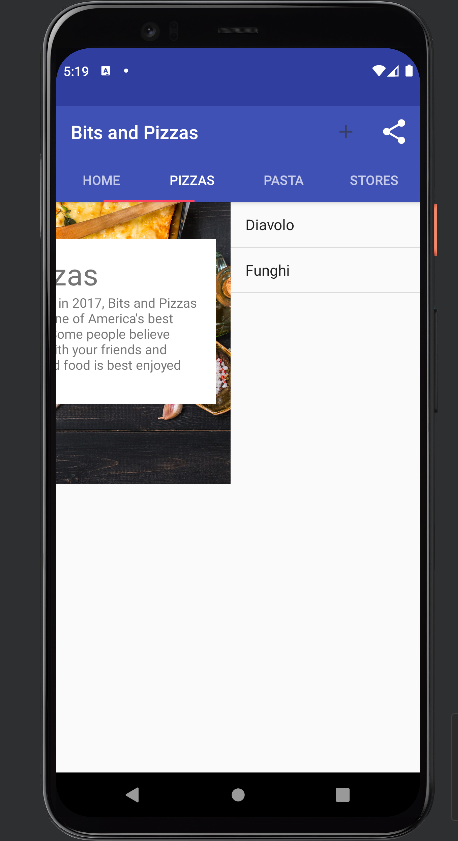 5:19
Bits and Pizzas
HOME PIZZAS PASTA STORES
zas
in 2017, Bits and Pizzas
ne of America's best
ome people believe
ith your friends and
d food is best enjoyed
Diavolo
Funghi